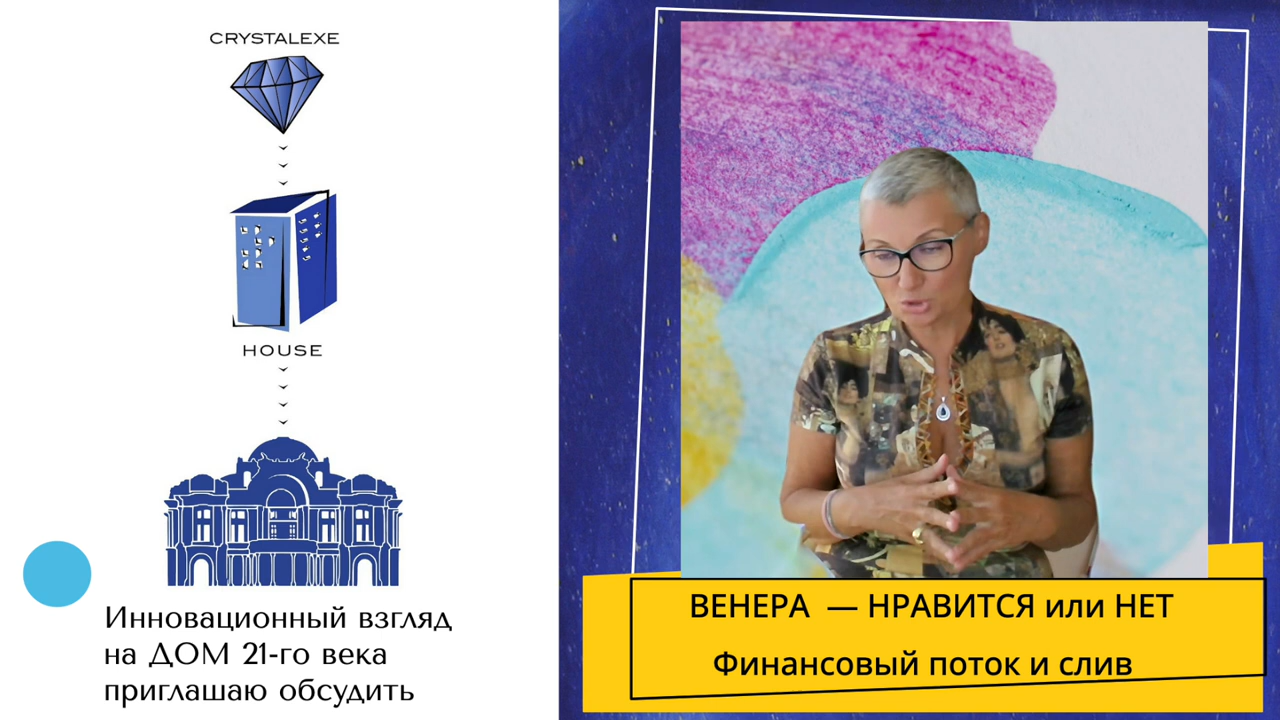 CRYSTALEXE
HOUSE
Инновационный взгляд
на ДОМ 21-го века
приглашаю обсудить
ВЕНЕРА — НРАВИТСЯ или НЕТ
Финансовый поток и слив